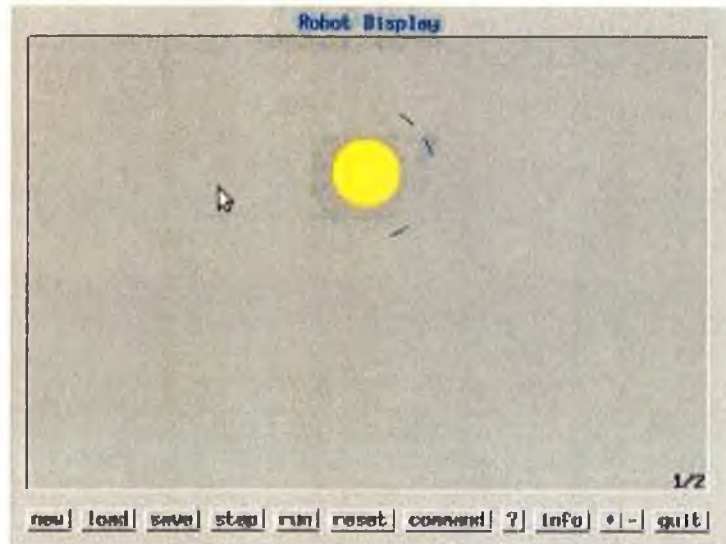 Robot Display
1/2
new load save step run reset command ? info +|- quit